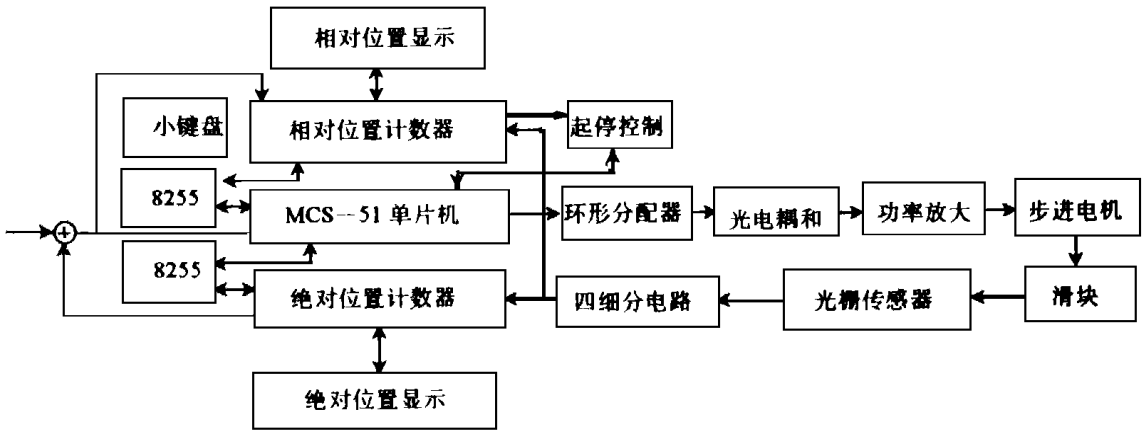 相对位置显示
小键盘
相对位置计数器
起停控制
8255
MCS-51单片机
环形分配器
光电耦和
功率放大
步进电机
8255
绝对位置计数器
四细分电路
光栅传感器
滑块
绝对位置显示